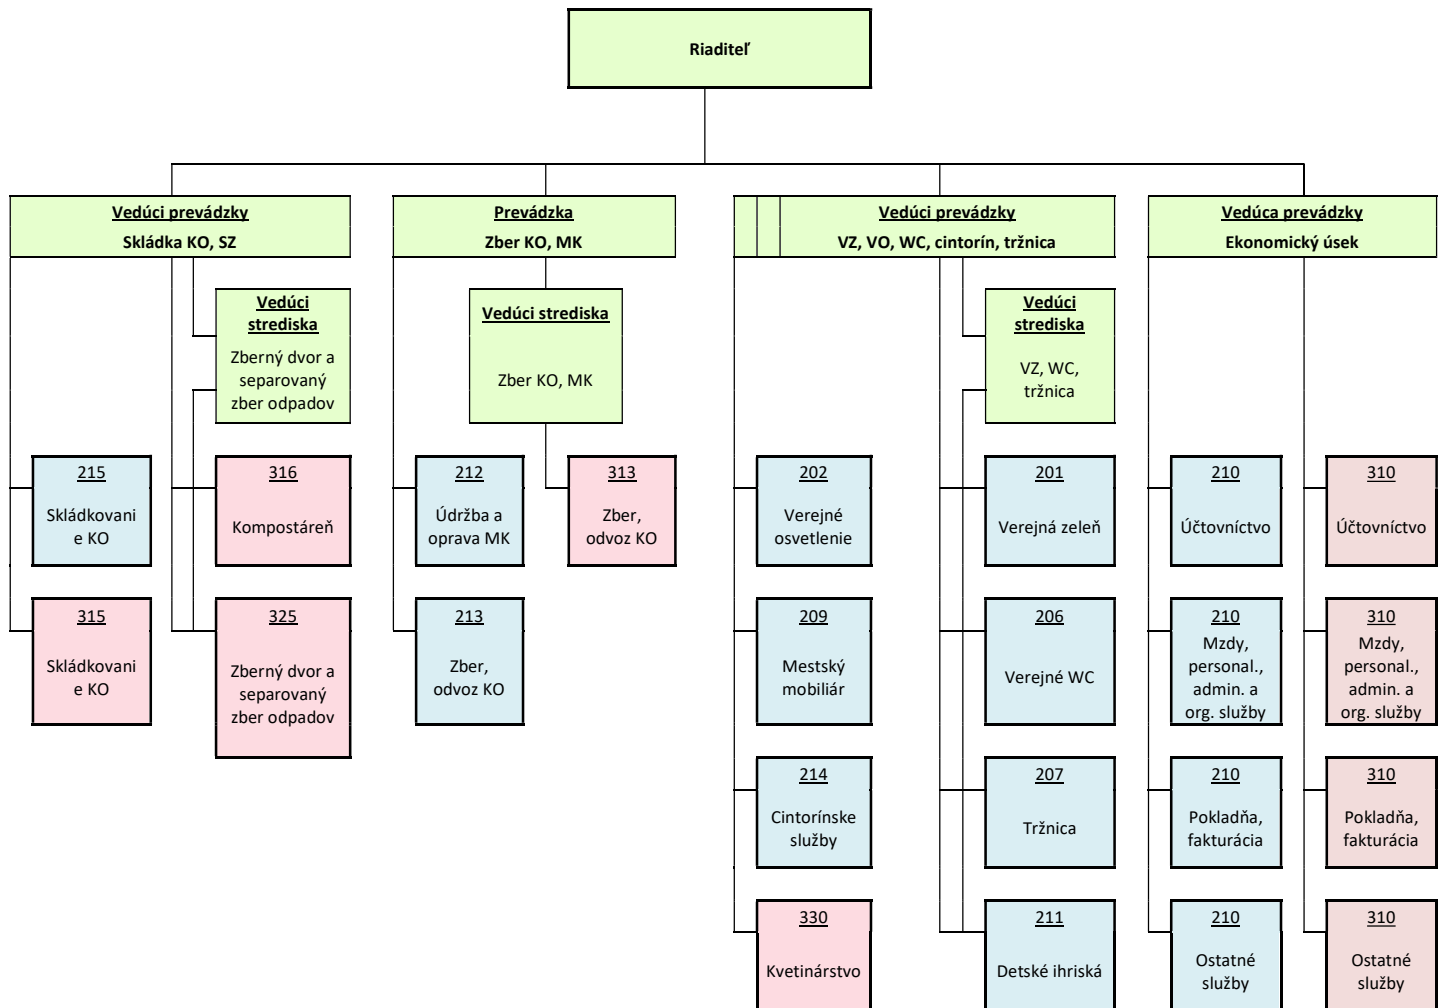 Riaditeľ
Vedúci prevádzky
Skládka KO, SZ
Prevádzka
Zber KO, MK
Vedúci prevádzky
VZ, VO, WC, cintorín, tržnica
Vedúca prevádzky
Ekonomický úsek
Vedúci
strediska
Zberný dvor a
separovaný
zber odpadov
Vedúci strediska
Zber KO, MK
Vedúci
strediska
VZ, WC,
tržnica
215
Skládkovani
e KO
316
Kompostáreň
212
Údržba a
oprava MK
313
Zber,
odvoz KO
202
Verejné
osvetlenie
201
Verejná zeleň
210
Účtovníctvo
310
Účtovníctvo
315
Skládkovani
e KO
325
Zberný dvor a
separovaný
zber odpadov
213
Zber,
odvoz KO
209
Mestský
mobiliár
206
Verejné WC
210
Mzdy,
personal.,
admin. a
org. služby
310
Mzdy,
personal.,
admin. a
org. služby
214
Cintorínske
služby
207
Tržnica
210
Pokladňa,
fakturácia
310
Pokladňa,
fakturácia
330
Kvetinárstvo
211
Detské ihriská
210
Ostatné
služby
310
Ostatné
služby